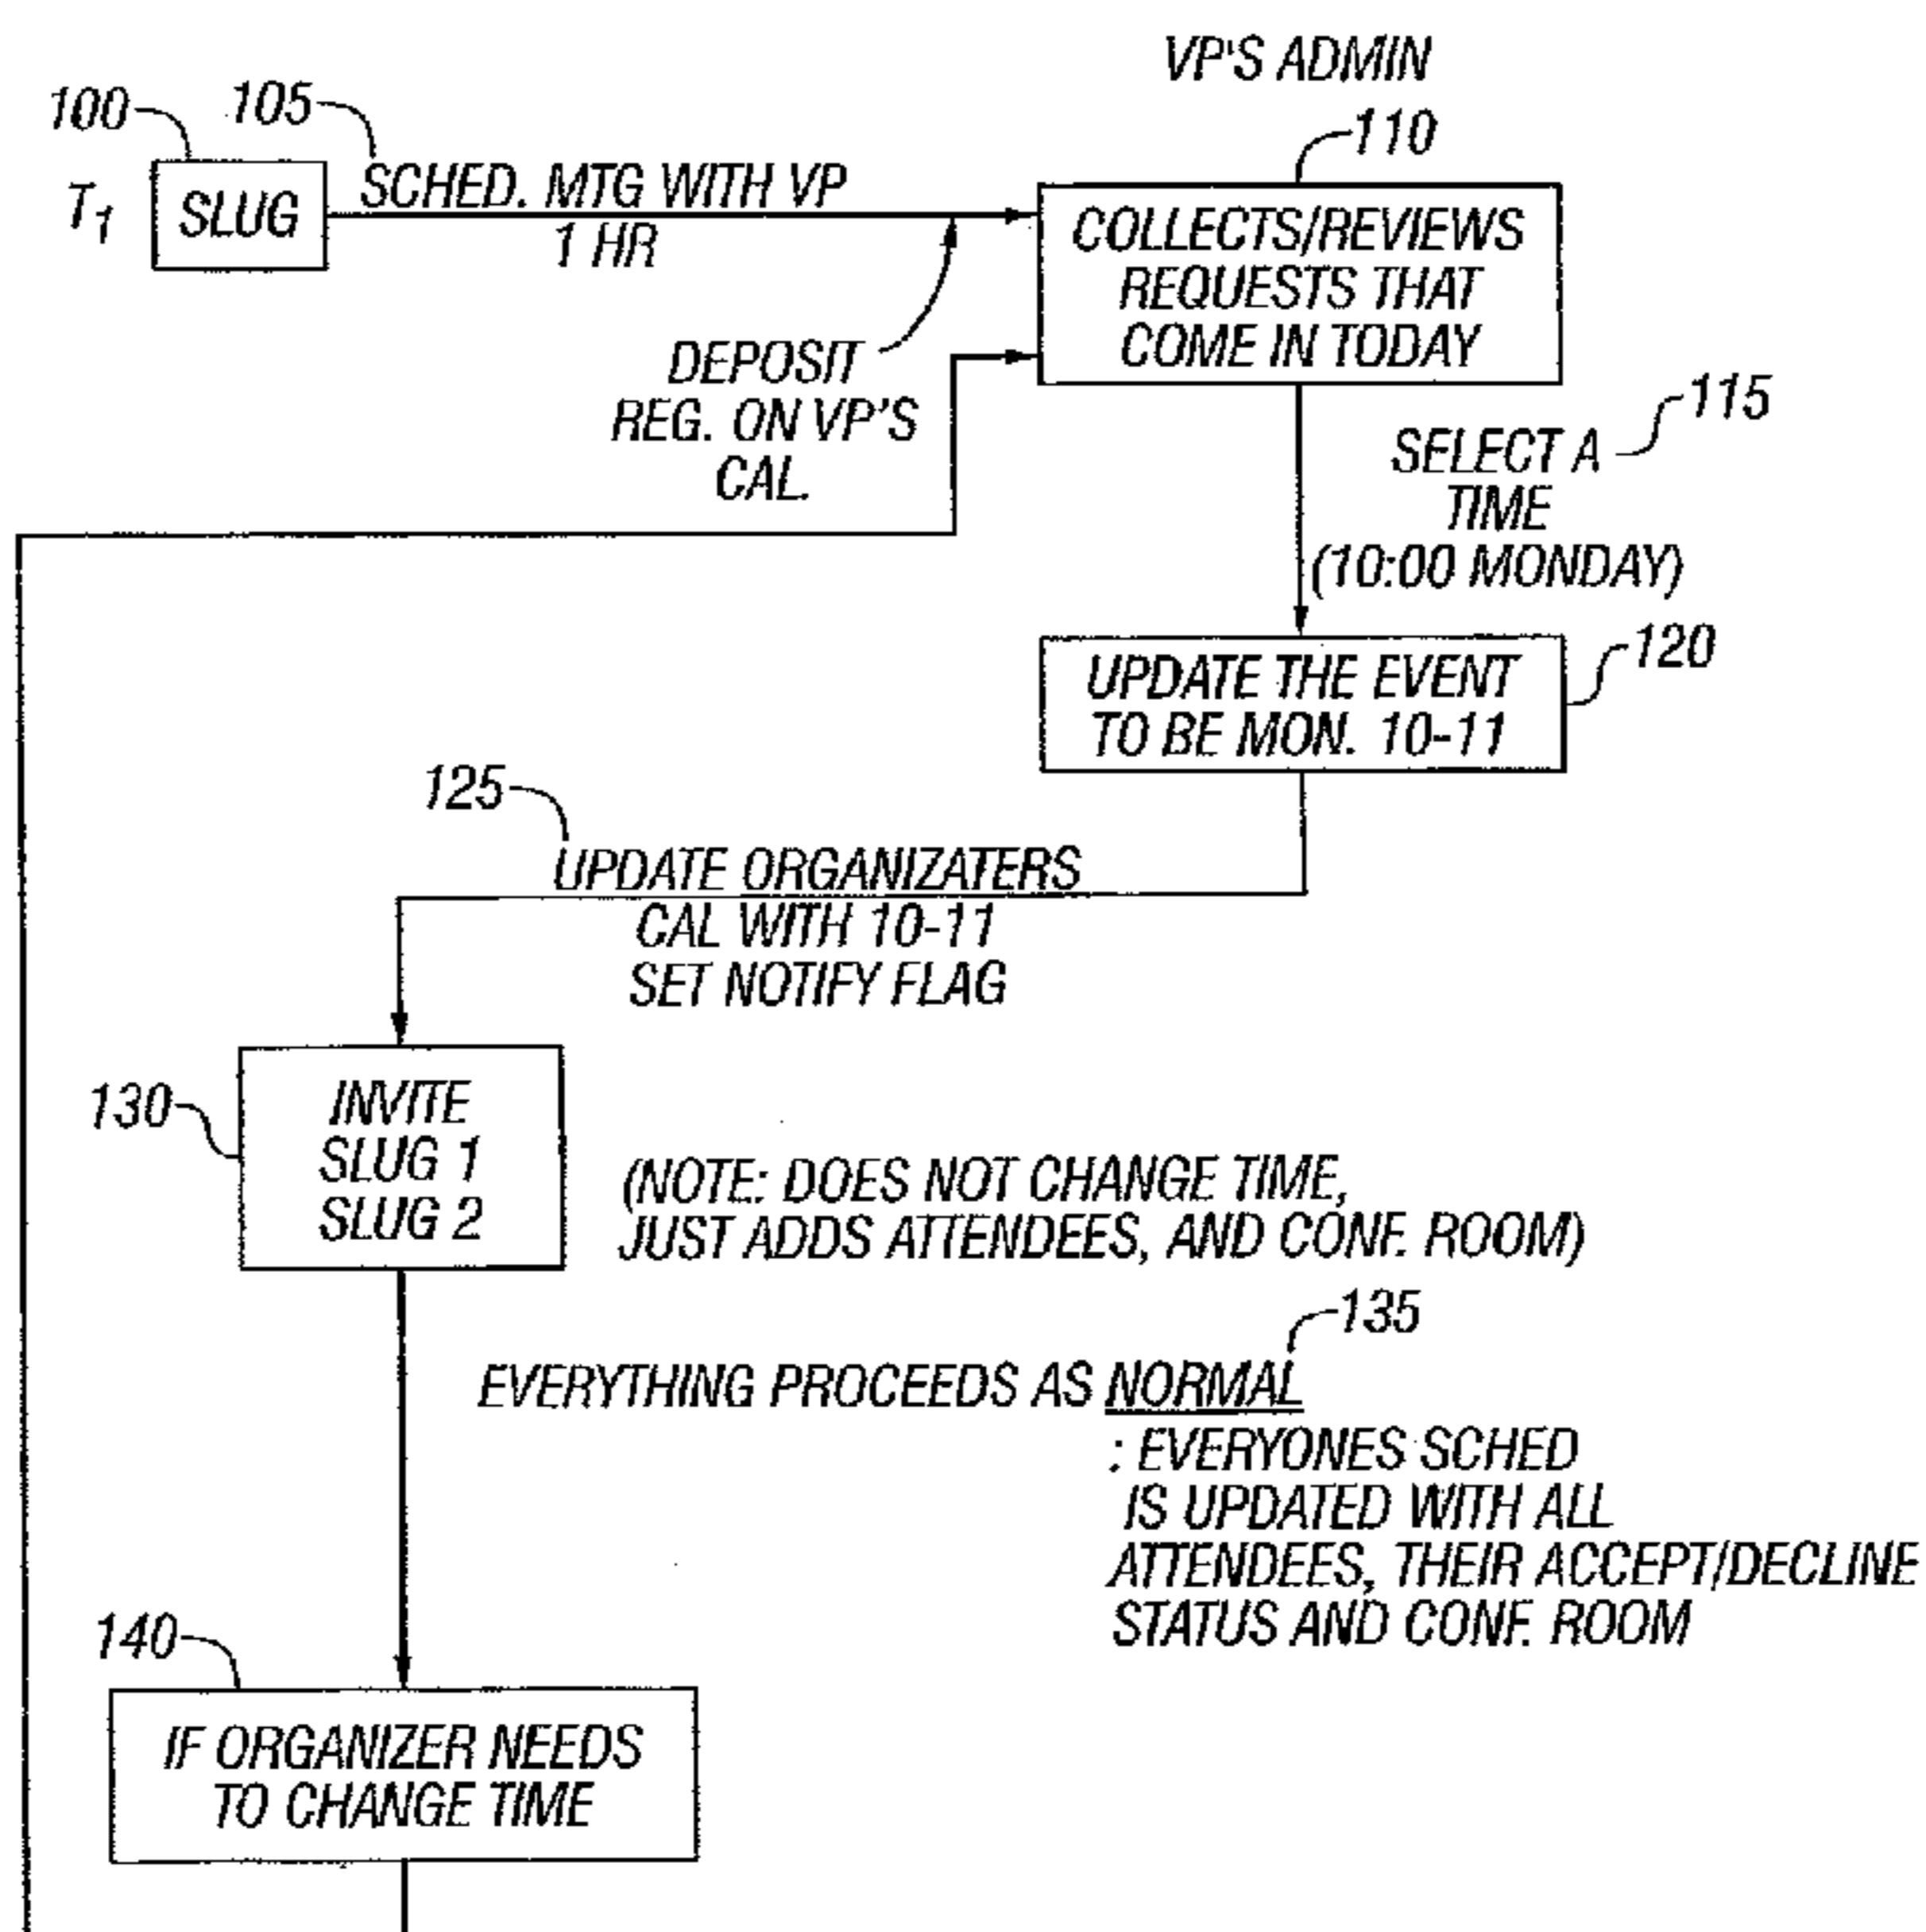 VP'S ADMIN
100
105
110
T1
SLUG
SCHED. MTG WITH VP
1 HR
COLLECTS/REVIEWS
REQUESTS THAT
COME IN TODAY
DEPOSIT
REG. ON VP'S
CAL.
115
SELECT A
TIME
(10:00 MONDAY)
120
UPDATE THE EVENT
TO BE MON. 10-11
125
UPDATE ORGANIZATERS
CAL WITH 10-11
SET NOTIFY FLAG
130
INVITE
SLUG 1
SLUG 2
(NOTE: DOES NOT CHANGE TIME,
JUST ADDS ATTENDEES, AND CONF. ROOM)
135
EVERYTHING PROCEEDS AS NORMAL
: EVERYONES SCHED
IS UPDATED WITH ALL
ATTENDEES, THEIR ACCEPT/DECLINE
STATUS AND CONF. ROOM
140
IF ORGANIZER NEEDS
TO CHANGE TIME